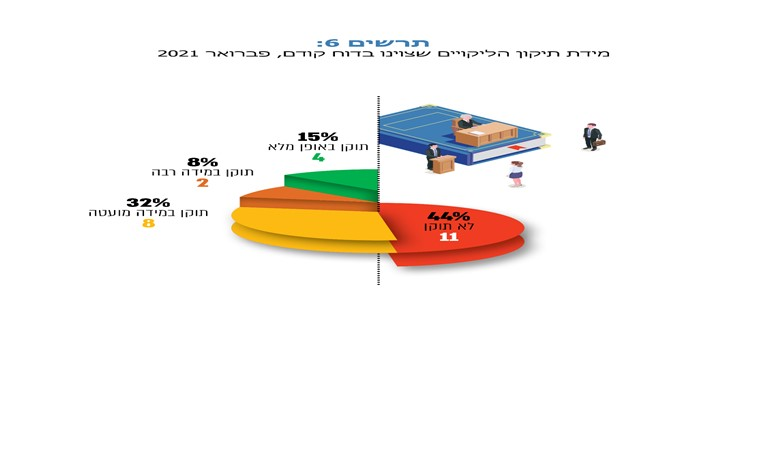 תרשים 6:
מידת תיקון הליקויים שצוינו בדוח קודם, פברואר 2021
15%
תוקן באופן מלא
4
8%
תוקן במידה רבה
2
32%
תוקן במידה מועטה
8
44%
לא תוקן
11